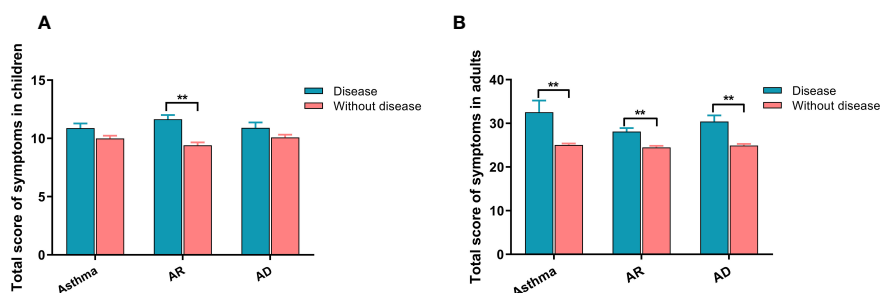 A
Total score of symptoms in children
15
10
5
0
**
Asthma
AR
AD
Disease
Without disease
B
Total score of symptoms in adults
40
30
20
10
0
**
**
**
Asthma
AR
AD
Disease
Without disease